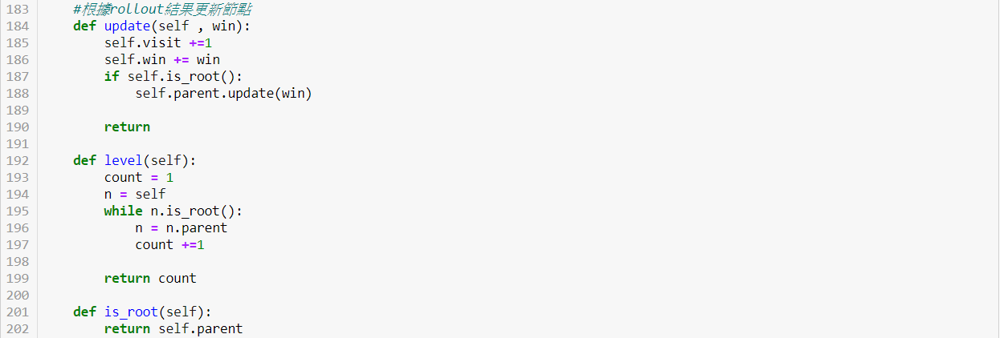 183 #根據rollout結果更新節點
184 def update(self , win):
185 self.visit +=1
186 self.win += win
187 if self.is_root():
188 self.parent.update(win)
189
190 return
191
192 def level(self):
193 count = 1
194 n = self
195 while n.is_root():
196 n = n.parent
197 count +=1
198
199 return count
200
201 def is_root(self):
202 return self.parent